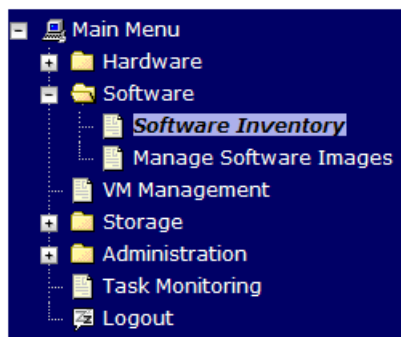 Main Menu
Hardware
Software
Software Inventory
Manage Software Images
VM Management
Storage
Administration
Task Monitoring
Logout